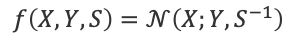 𝑓(𝑋, 𝑌, 𝑆) = 𝒩(𝑋; 𝑌, 𝑆⁻¹)